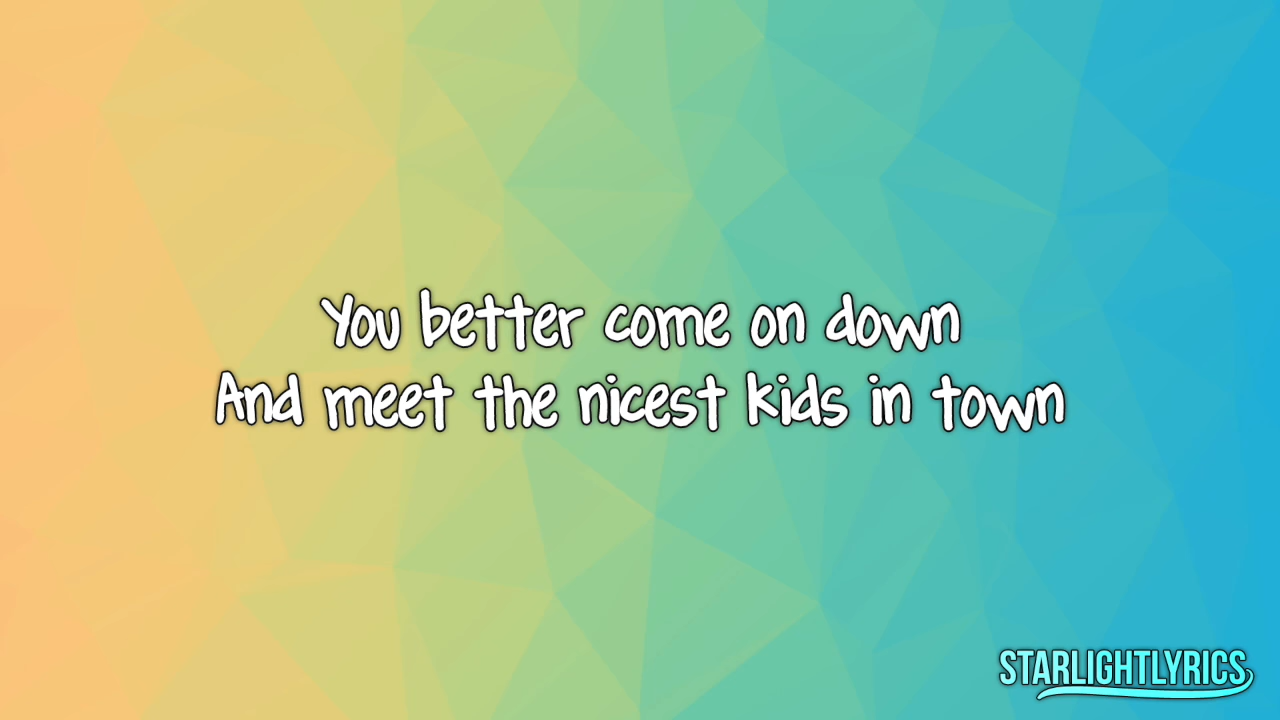 You better come on down
And meet the nicest kids in town
STARLIGHTLYRICS